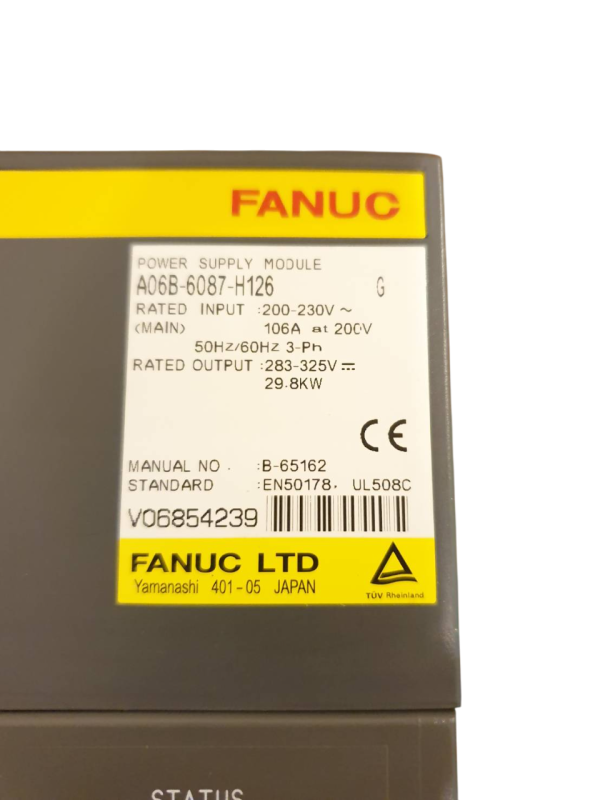 FANUC
POWER SUPPLY MODULE
A06B-6087-H126 G
RATED INPUT :200-230V ~
(MAIN) 106A at 200V
50Hz/60Hz 3-Ph
RATED OUTPUT :283-325V ⎓
29.8KW
CE
MANUAL NO. :B-65162
STANDARD :EN50178, UL508C
V06854239
FANUC LTD
Yamanashi 401-05 JAPAN
TÜV Rheinland
STATUS